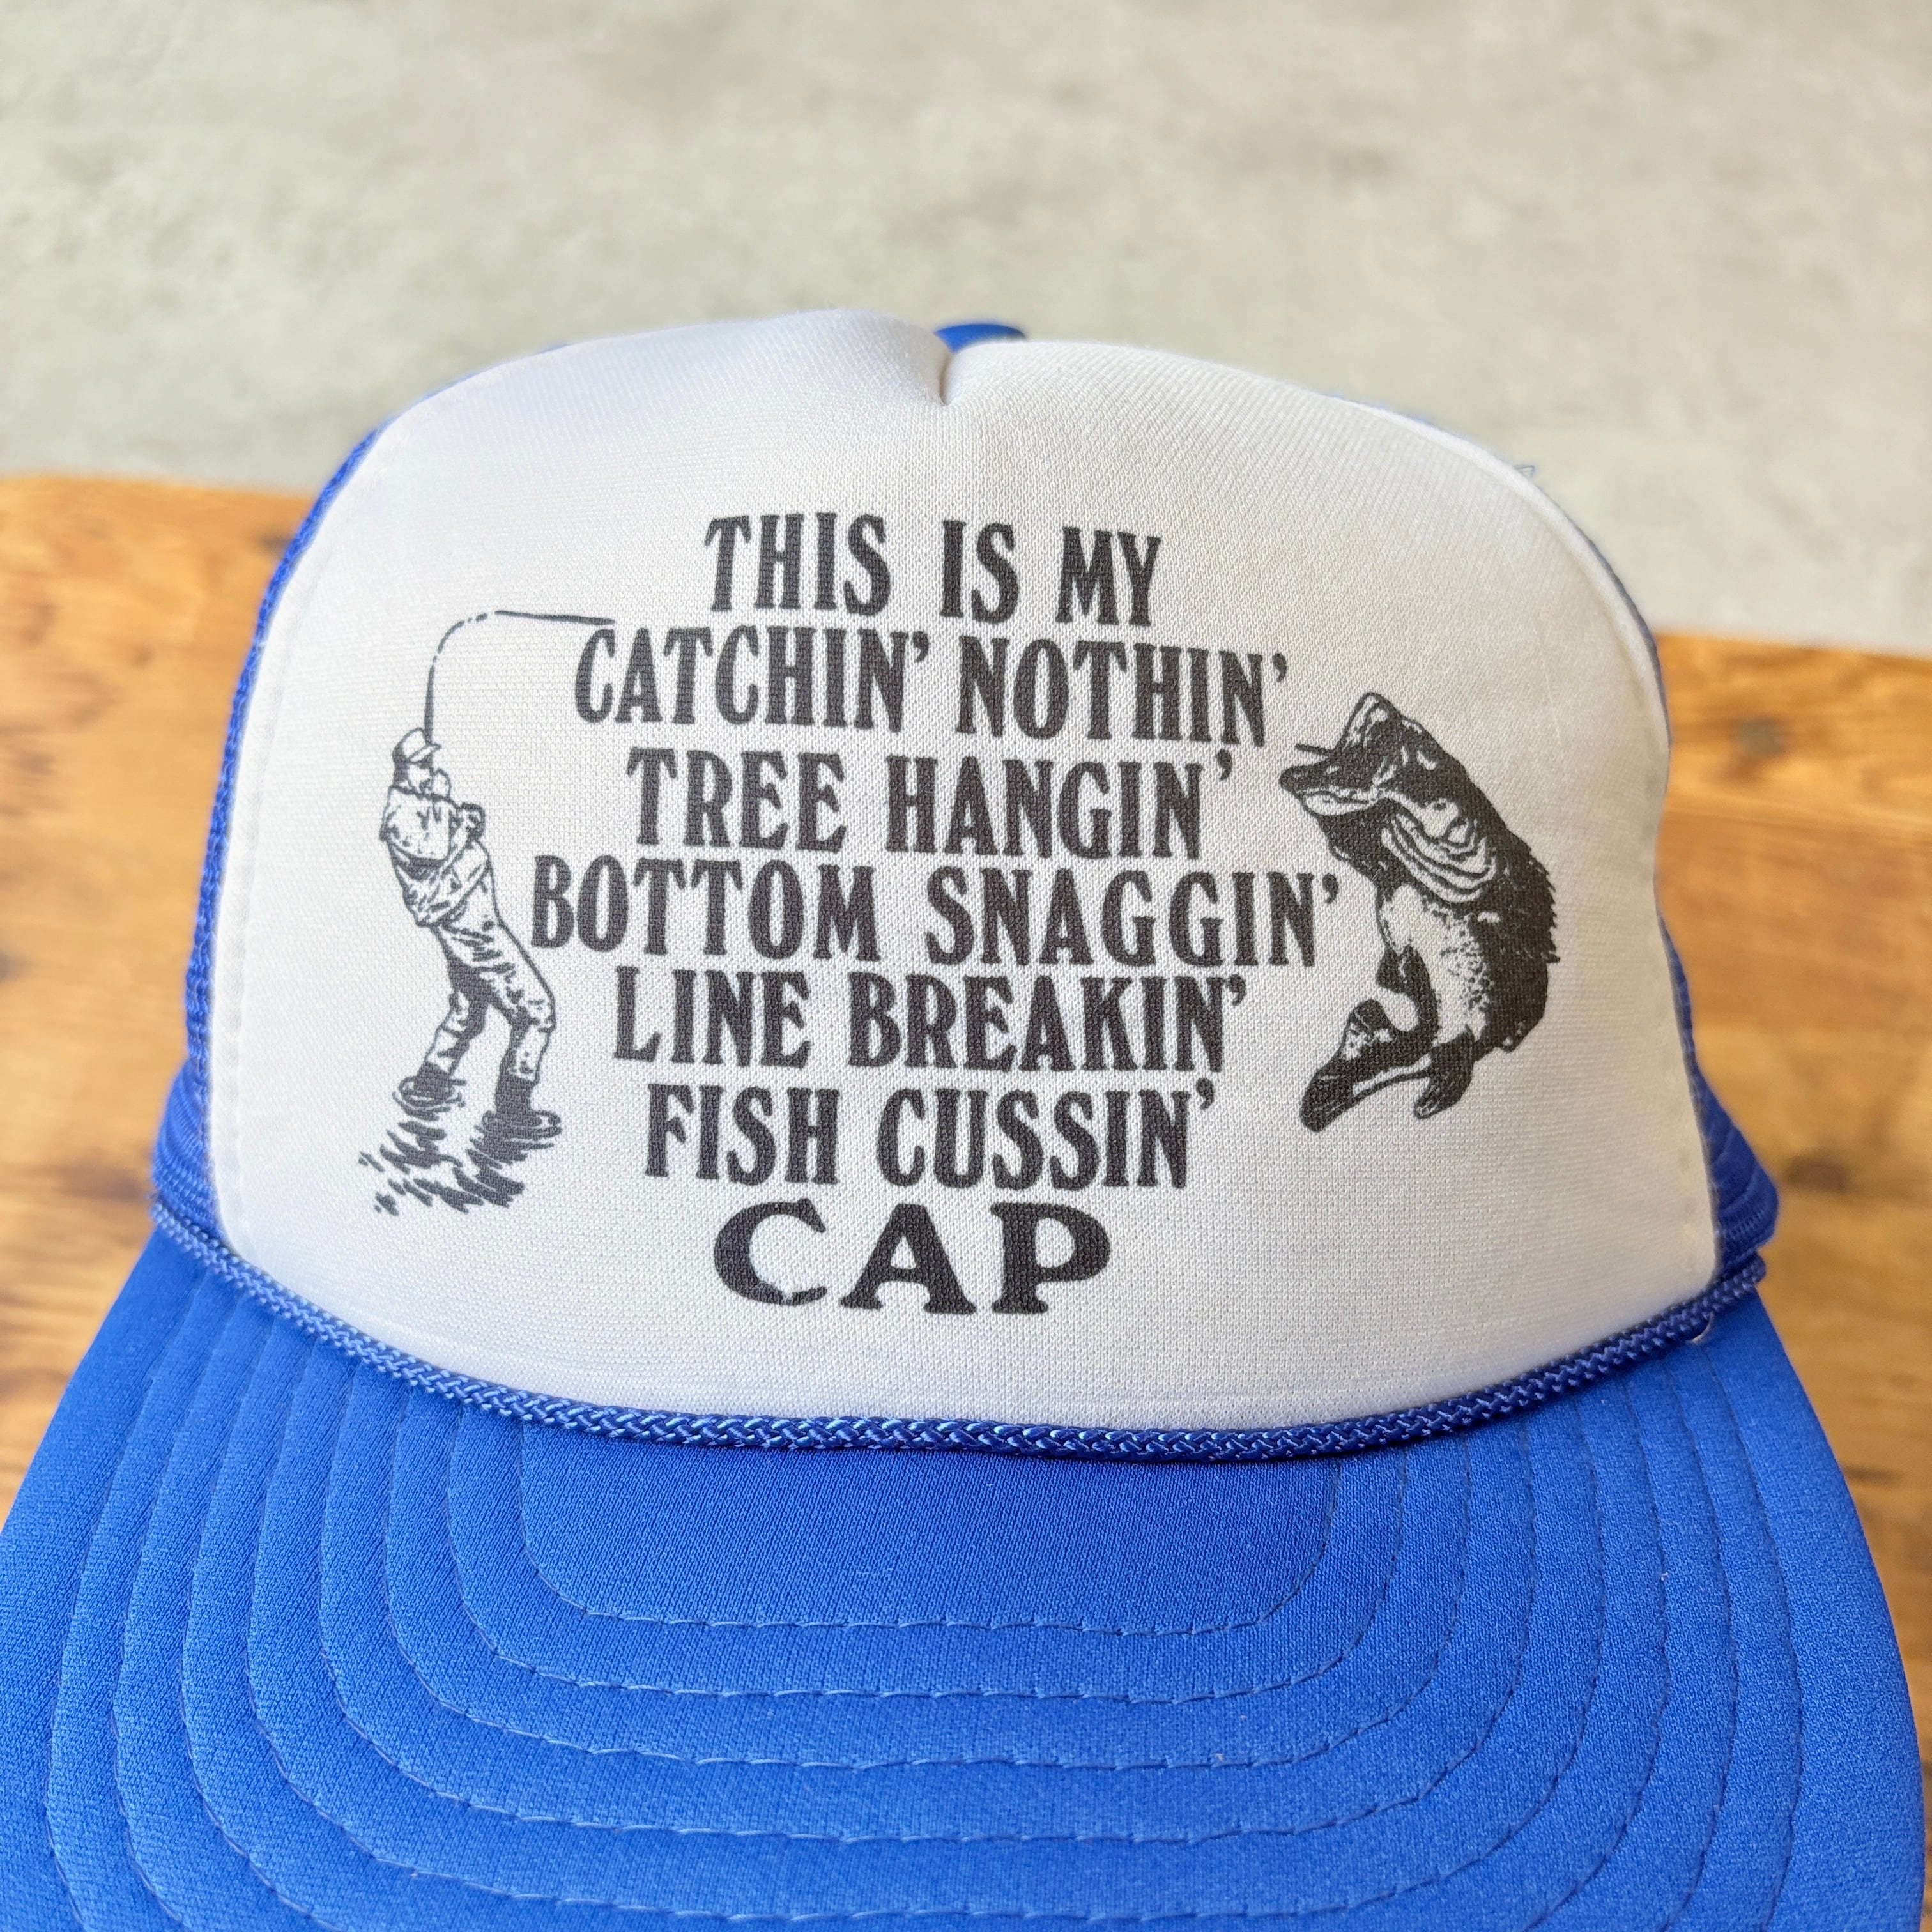 THIS IS MY
CATCHIN' NOTHIN'
TREE HANGIN'
BOTTOM SNAGGIN'
LINE BREAKIN'
FISH CUSSIN'
CAP